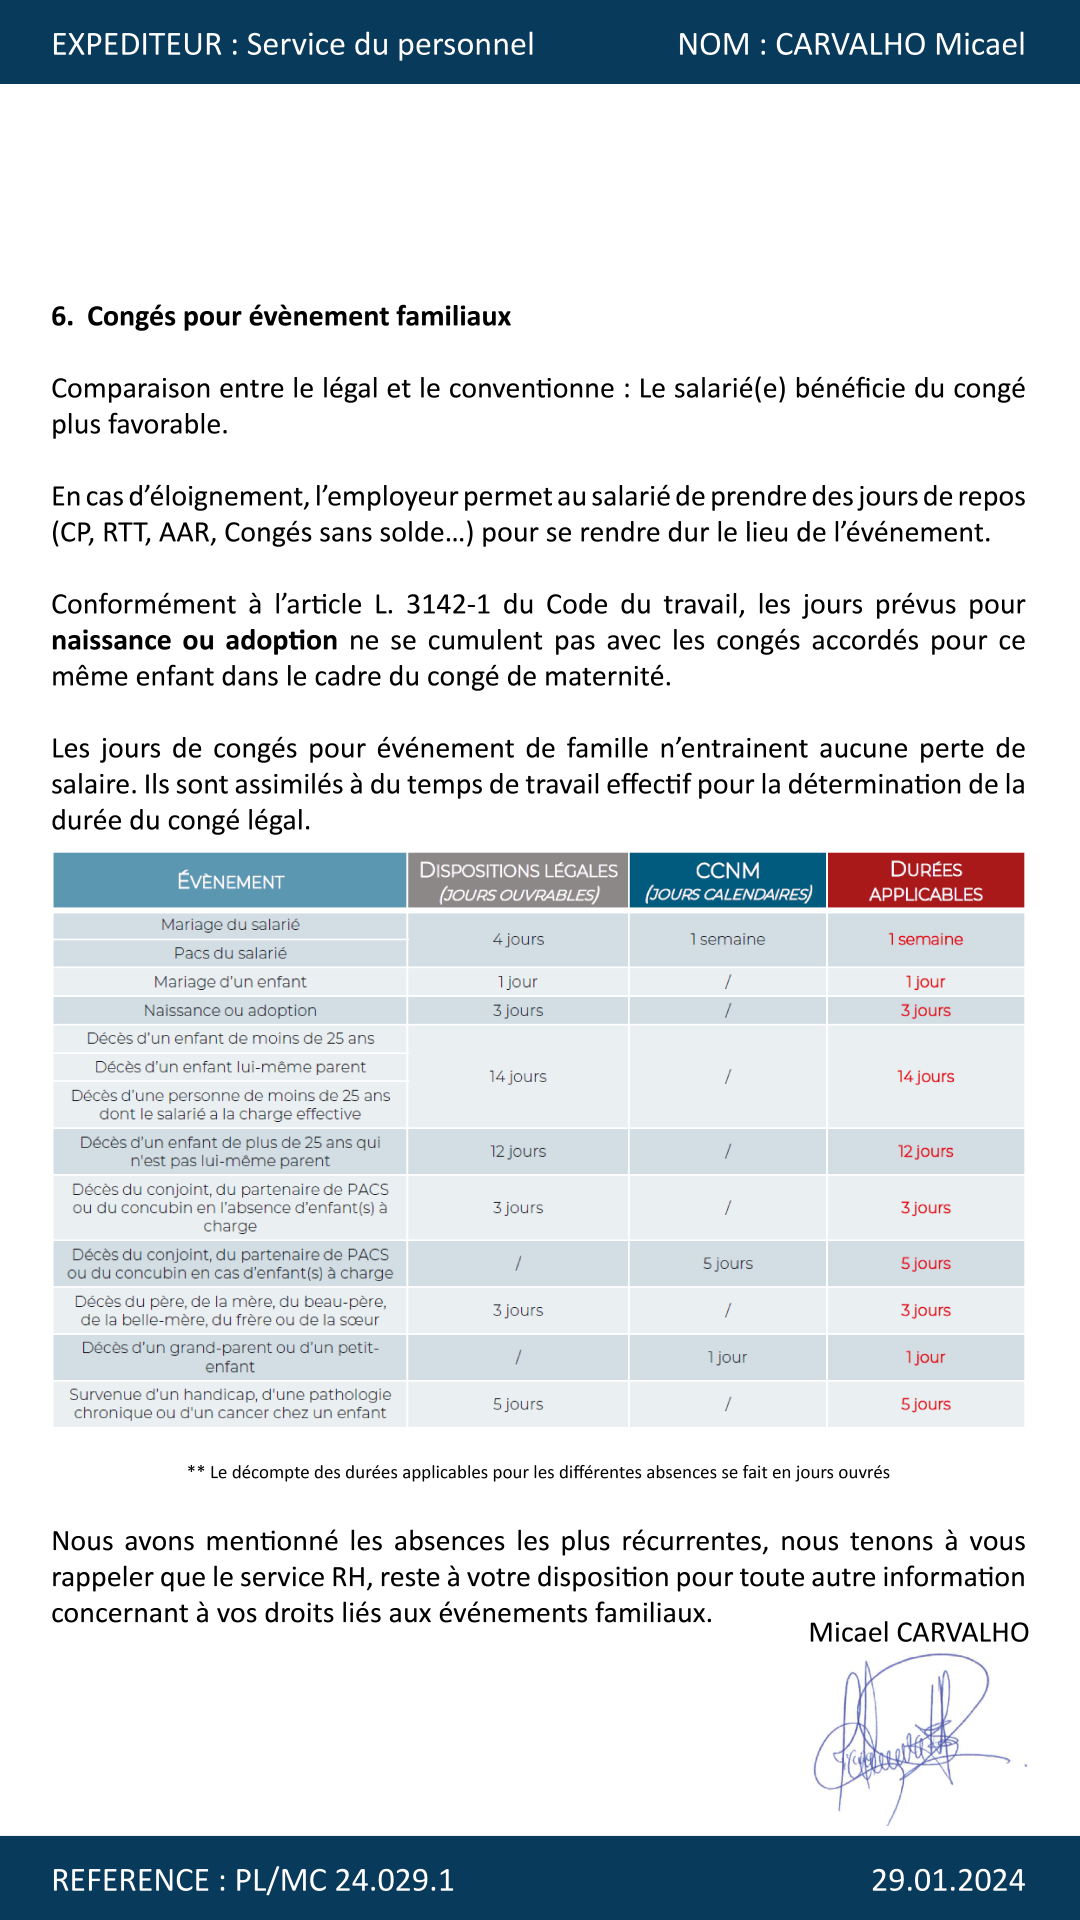 EXPEDITEUR : Service du personnel NOM : CARVALHO Micael
6. Congés pour évènement familiaux
Comparaison entre le légal et le conventionne : Le salarié(e) bénéficie du congé
plus favorable.
En cas d’éloignement, l’employeur permet au salarié de prendre des jours de repos
(CP, RTT, AAR, Congés sans solde…) pour se rendre dur le lieu de l’événement.
Conformément à l’article L. 3142-1 du Code du travail, les jours prévus pour
naissance ou adoption ne se cumulent pas avec les congés accordés pour ce
même enfant dans le cadre du congé de maternité.
Les jours de congés pour événement de famille n’entrainent aucune perte de
salaire. Ils sont assimilés à du temps de travail effectif pour la détermination de la
durée du congé légal.
ÉVÈNEMENT
DISPOSITIONS LÉGALES
(JOURS OUVRABLES)
CCNM
(JOURS CALENDAIRES)
DURÉES
APPLICABLES
Mariage du salarié
Pacs du salarié
4 jours
1 semaine
1 semaine
Mariage d’un enfant
1 jour
/
1 jour
Naissance ou adoption
3 jours
/
3 jours
Décès d’un enfant de moins de 25 ans
Décès d’un enfant lui-même parent
Décès d’une personne de moins de 25 ans
dont le salarié a la charge effective
14 jours
/
14 jours
Décès d’un enfant de plus de 25 ans qui
n’est pas lui-même parent
12 jours
/
12 jours
Décès du conjoint, du partenaire de PACS
ou du concubin en l’absence d’enfant(s) à
charge
3 jours
/
3 jours
Décès du conjoint, du partenaire de PACS
ou du concubin en cas d’enfant(s) à charge
/
5 jours
5 jours
Décès du père, de la mère, du beau-père,
de la belle-mère, du frère ou de la sœur
3 jours
/
3 jours
Décès d’un grand-parent ou d’un petit-
enfant
/
1 jour
1 jour
Survenue d’un handicap, d'une pathologie
chronique ou d'un cancer chez un enfant
5 jours
/
5 jours
** Le décompte des durées applicables pour les différentes absences se fait en jours ouvrés
Nous avons mentionné les absences les plus récurrentes, nous tenons à vous
rappeler que le service RH, reste à votre disposition pour toute autre information
concernant à vos droits liés aux événements familiaux.
Micael CARVALHO
REFERENCE : PL/MC 24.029.1 29.01.2024